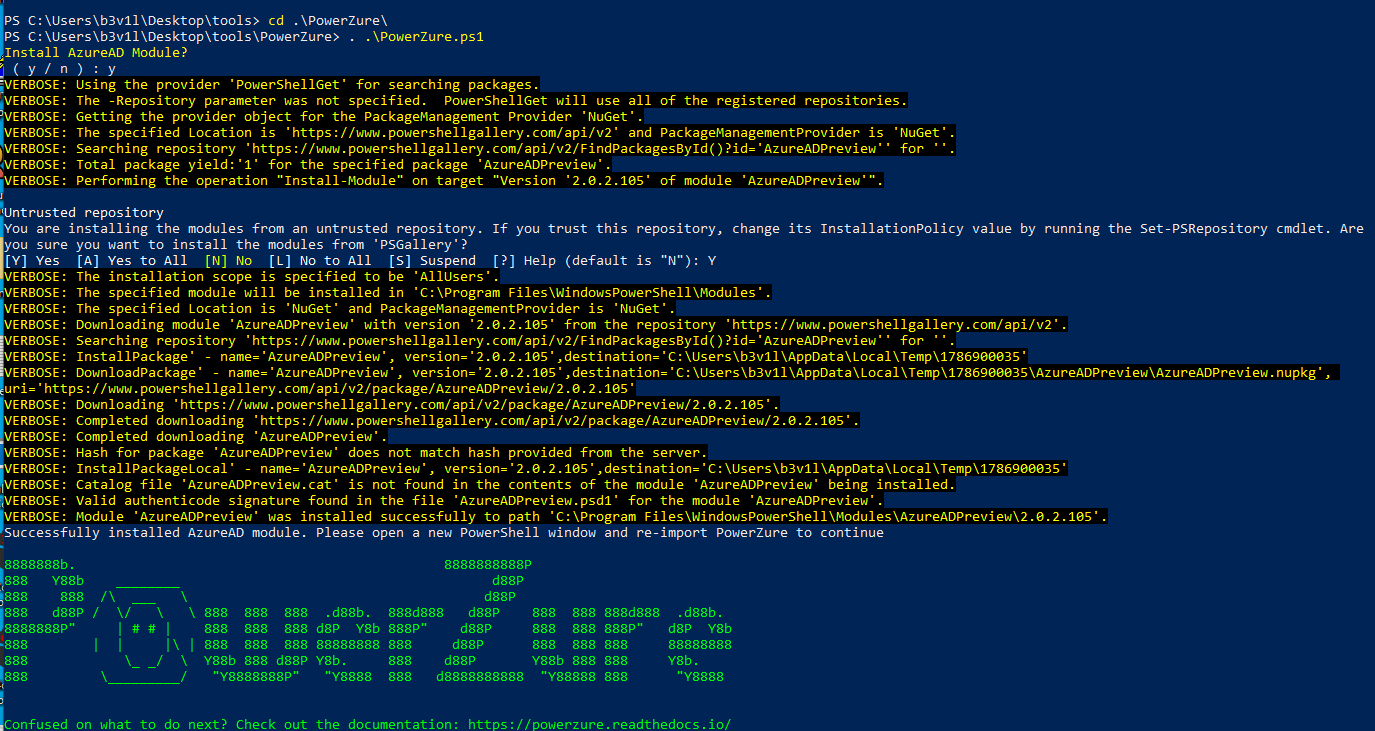 PS C:\Users\b3v1l\Desktop\tools> cd .\PowerZure\
PS C:\Users\b3v1l\Desktop\tools\PowerZure> . .\PowerZure.ps1
Install AzureAD Module?
( y / n ) : y
VERBOSE: Using the provider 'PowerShellGet' for searching packages.
VERBOSE: The -Repository parameter was not specified.  PowerShellGet will use all of the registered repositories.
VERBOSE: Getting the provider object for the PackageManagement Provider 'NuGet'.
VERBOSE: The specified Location is 'https://www.powershellgallery.com/api/v2' and PackageManagementProvider is 'NuGet'.
VERBOSE: Searching repository 'https://www.powershellgallery.com/api/v2/FindPackagesById()?id='AzureADPreview'' for ''.
VERBOSE: Total package yield:'1' for the specified package 'AzureADPreview'.
VERBOSE: Performing the operation "Install-Module" on target "Version '2.0.2.105' of module 'AzureADPreview'".
Untrusted repository
You are installing the modules from an untrusted repository. If you trust this repository, change its InstallationPolicy value by running the Set-PSRepository cmdlet. Are
you sure you want to install the modules from 'PSGallery'?
[Y] Yes  [A] Yes to All  [N] No  [L] No to All  [S] Suspend  [?] Help (default is "N"): Y
VERBOSE: The installation scope is specified to be 'AllUsers'.
VERBOSE: The specified module will be installed in 'C:\Program Files\WindowsPowerShell\Modules'.
VERBOSE: The specified Location is 'NuGet' and PackageManagementProvider is 'NuGet'.
VERBOSE: Downloading module 'AzureADPreview' with version '2.0.2.105' from the repository 'https://www.powershellgallery.com/api/v2'.
VERBOSE: Searching repository 'https://www.powershellgallery.com/api/v2/FindPackagesById()?id='AzureADPreview'' for ''.
VERBOSE: InstallPackage' - name='AzureADPreview', version='2.0.2.105',destination='C:\Users\b3v1l\AppData\Local\Temp\1786900035'
VERBOSE: DownloadPackage' - name='AzureADPreview', version='2.0.2.105',destination='C:\Users\b3v1l\AppData\Local\Temp\1786900035\AzureADPreview\AzureADPreview.nupkg',
uri='https://www.powershellgallery.com/api/v2/package/AzureADPreview/2.0.2.105'
VERBOSE: Downloading 'https://www.powershellgallery.com/api/v2/package/AzureADPreview/2.0.2.105'.
VERBOSE: Completed downloading 'https://www.powershellgallery.com/api/v2/package/AzureADPreview/2.0.2.105'.
VERBOSE: Completed downloading 'AzureADPreview'.
VERBOSE: Hash for package 'AzureADPreview' does not match hash provided from the server.
VERBOSE: InstallPackageLocal' - name='AzureADPreview', version='2.0.2.105',destination='C:\Users\b3v1l\AppData\Local\Temp\1786900035'
VERBOSE: Catalog file 'AzureADPreview.cat' is not found in the contents of the module 'AzureADPreview' being installed.
VERBOSE: Valid authenticode signature found in the file 'AzureADPreview.psd1' for the module 'AzureADPreview'.
VERBOSE: Module 'AzureADPreview' was installed successfully to path 'C:\Program Files\WindowsPowerShell\Modules\AzureADPreview\2.0.2.105'.
Successfully installed AzureAD module. Please open a new PowerShell window and re-import PowerZure to continue
8888888b.                                              8888888888P
888   Y88b    ________                                       d88P
888    888  /\  ___   \                                     d88P
888   d88P /  \/   \   \ 888  888  888  .d88b.  888d888   d88P    888  888 888d888  .d88b.
8888888P"     | # # |    888  888  888 d8P  Y8b 888P"    d88P     888  888 888P"   d8P  Y8b
888        |  |     |\ | 888  888  888 88888888 888     d88P      888  888 888     88888888
888            \_ _/  \  Y88b 888 d88P Y8b.     888    d88P       Y88b 888 888     Y8b.
888         \_________/   "Y8888888P"   "Y8888  888   d8888888888  "Y88888 888       "Y8888
Confused on what to do next? Check out the documentation: https://powerzure.readthedocs.io/